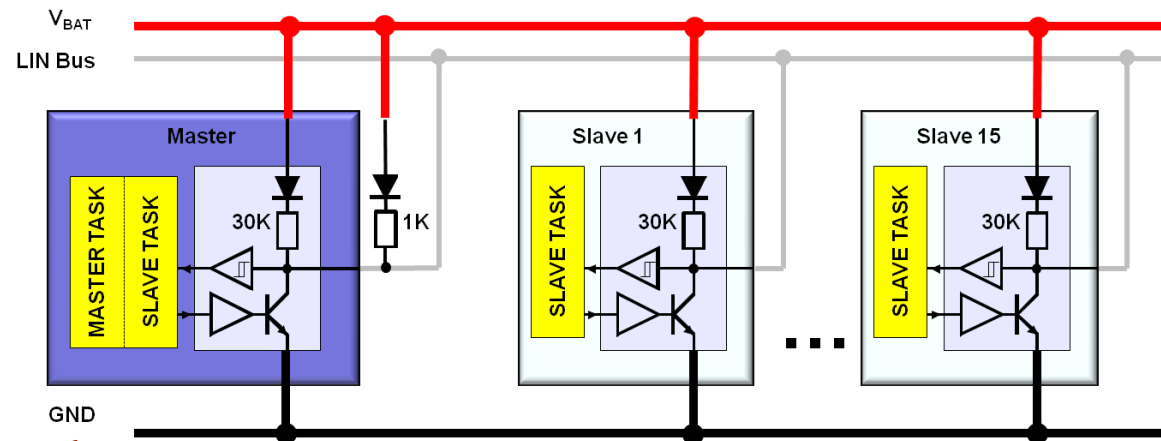 V_BAT
LIN Bus
Master
Slave 1
Slave 15
MASTER TASK
SLAVE TASK
30K
1K
SLAVE TASK
30K
SLAVE TASK
30K
...
GND